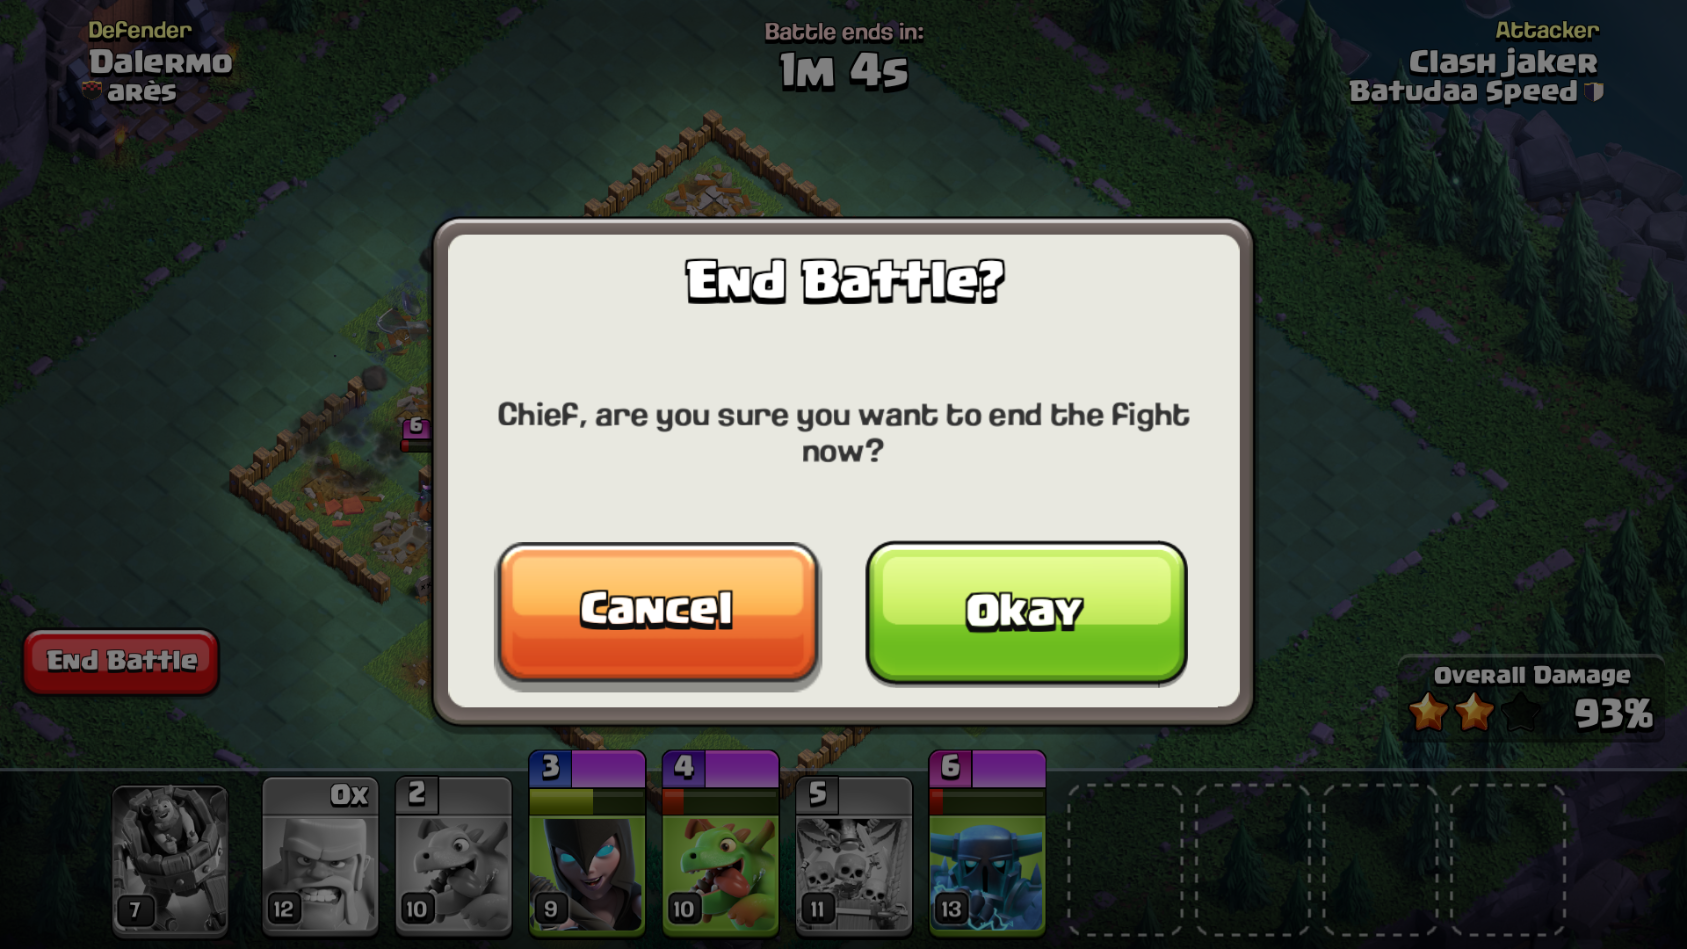 Defender
Dalermo
arès
Battle ends in:
1m 4s
Attacker
Clash jaker
Batudaa Speed
End Battle?
Chief, are you sure you want to end the fight
now?
6
Cancel
Okay
End Battle
Overall Damage
93%
0x
2
3
4
5
6
7
12
10
9
10
11
13